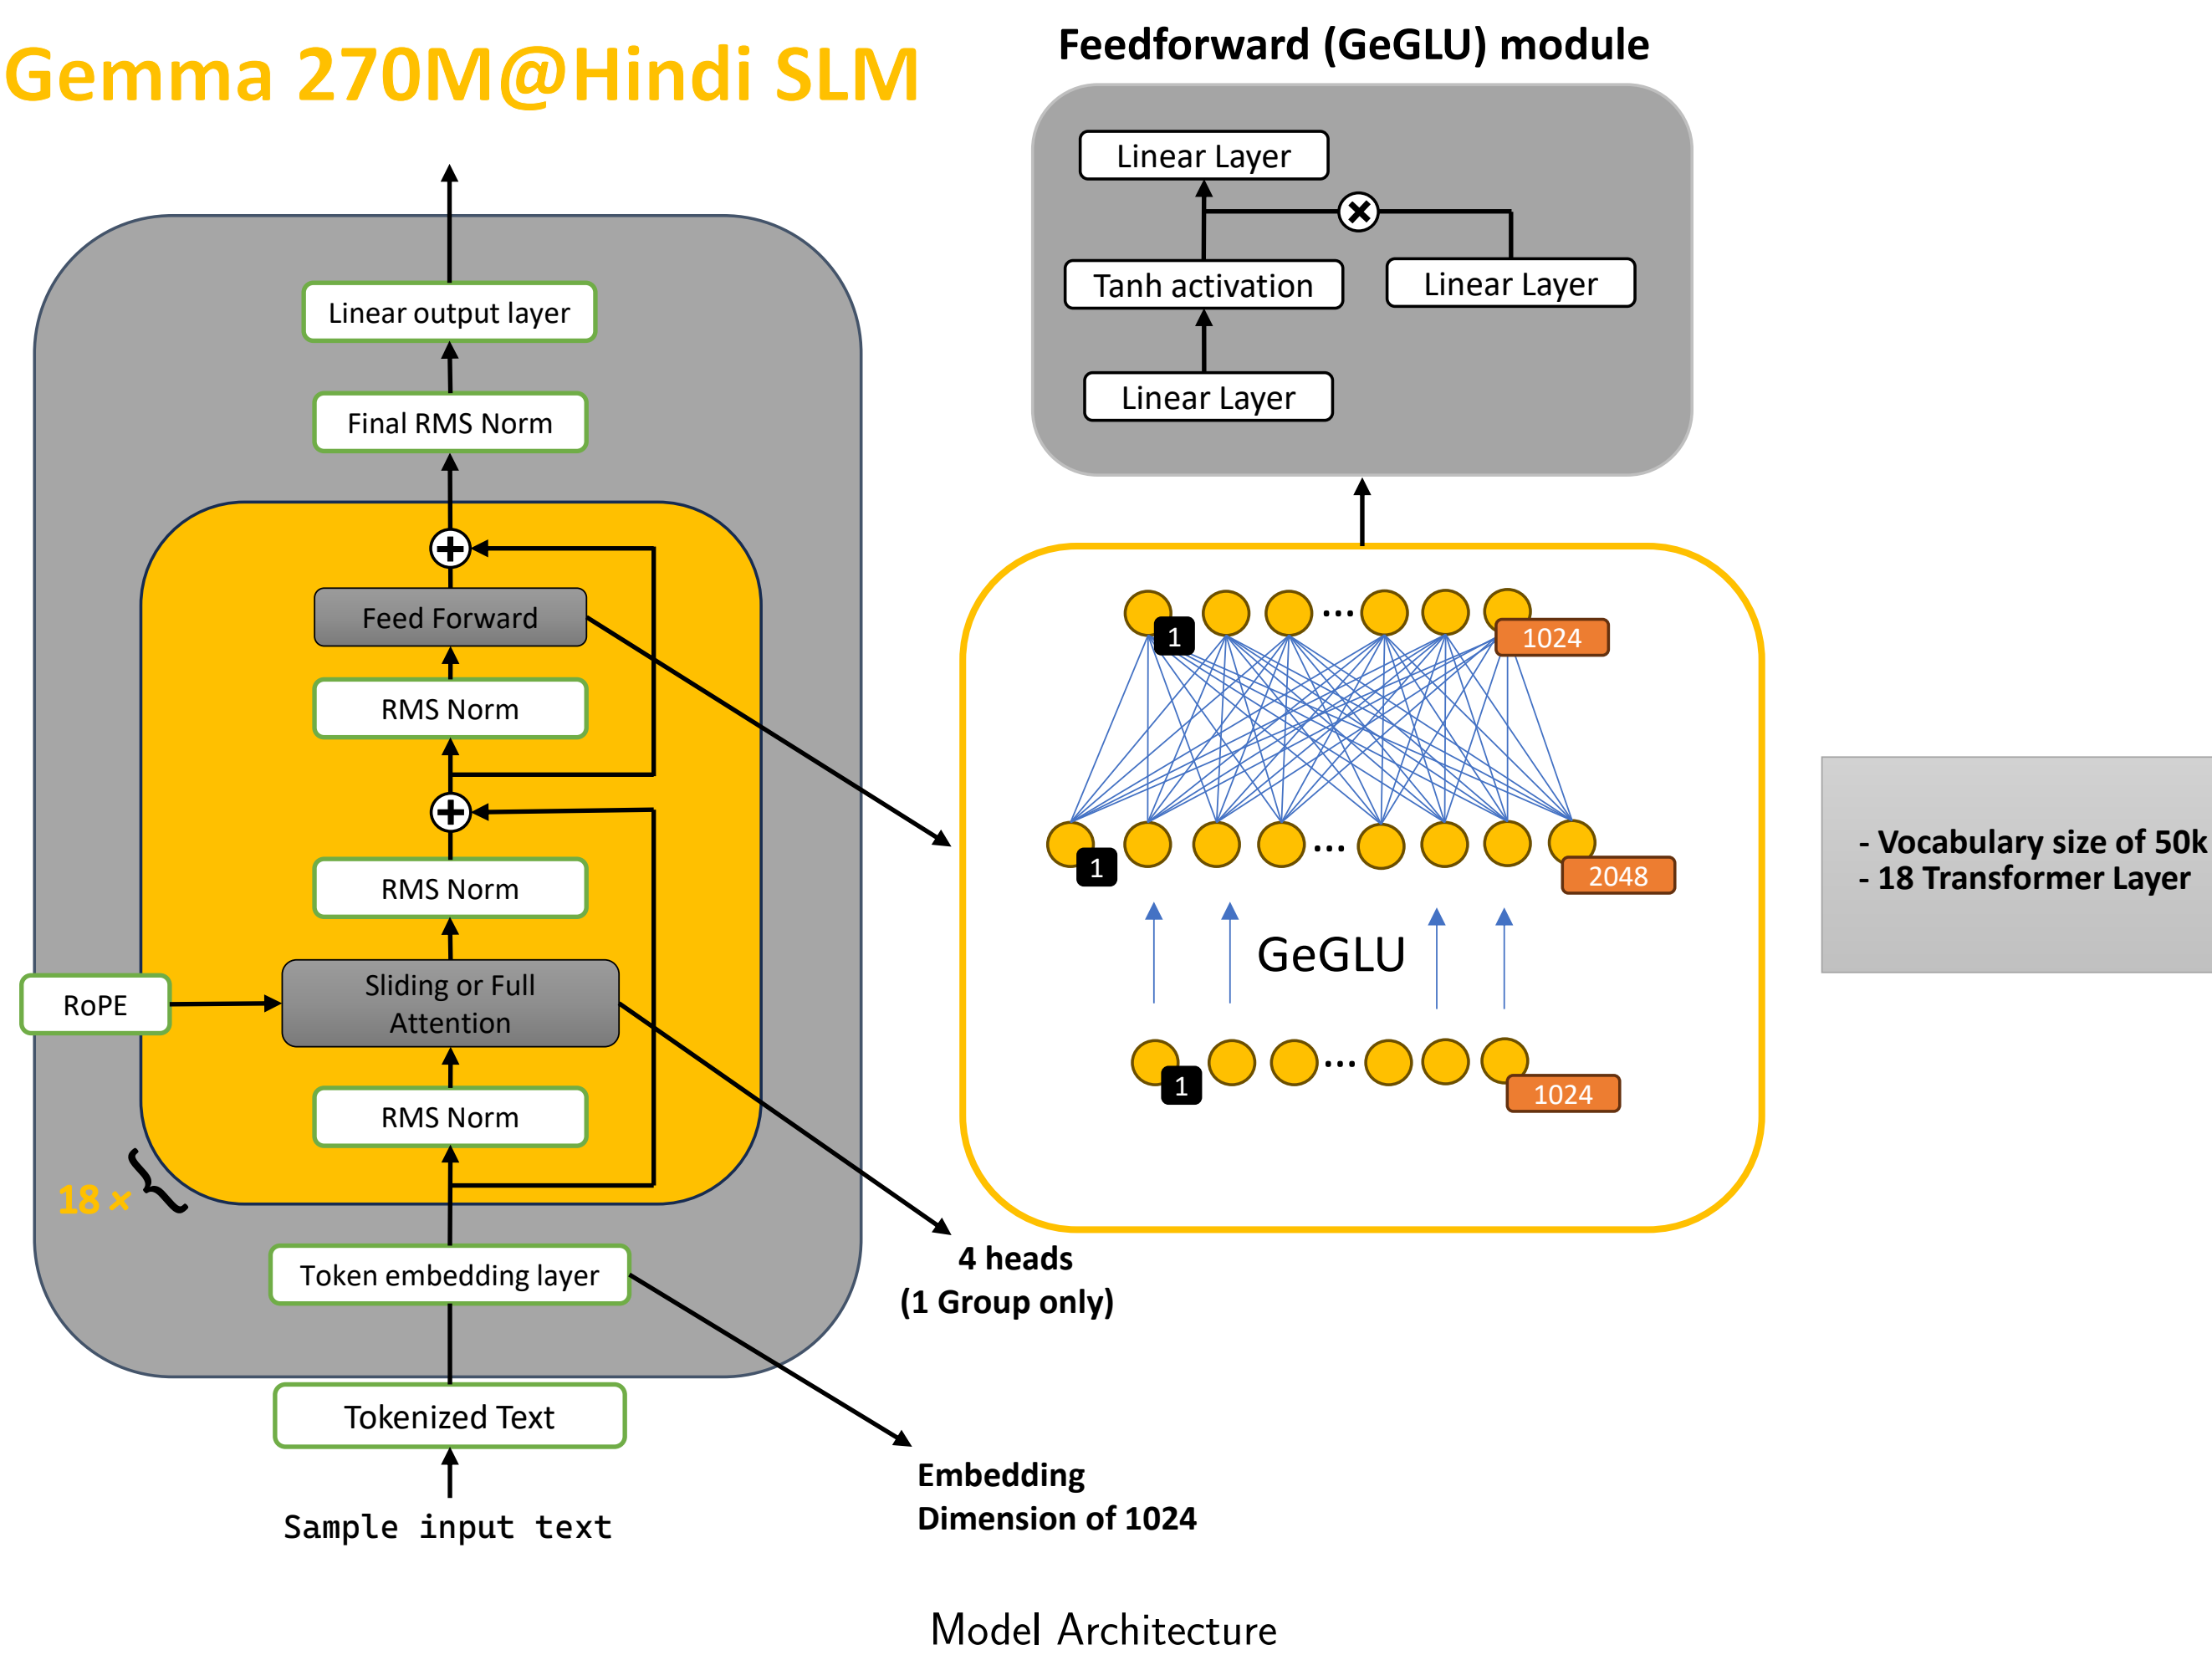 Gemma 270M@Hindi SLM
Linear output layer
Final RMS Norm
Feed Forward
RMS Norm
RMS Norm
Sliding or Full
Attention
RoPE
RMS Norm
18 ×
Token embedding layer
Tokenized Text
Sample input text
Feedforward (GeGLU) module
Linear Layer
Tanh activation
Linear Layer
Linear Layer
1
1024
1
2048
GeGLU
1
1024
4 heads
(1 Group only)
Embedding
Dimension of 1024
- Vocabulary size of 50k
- 18 Transformer Layer
Model Architecture